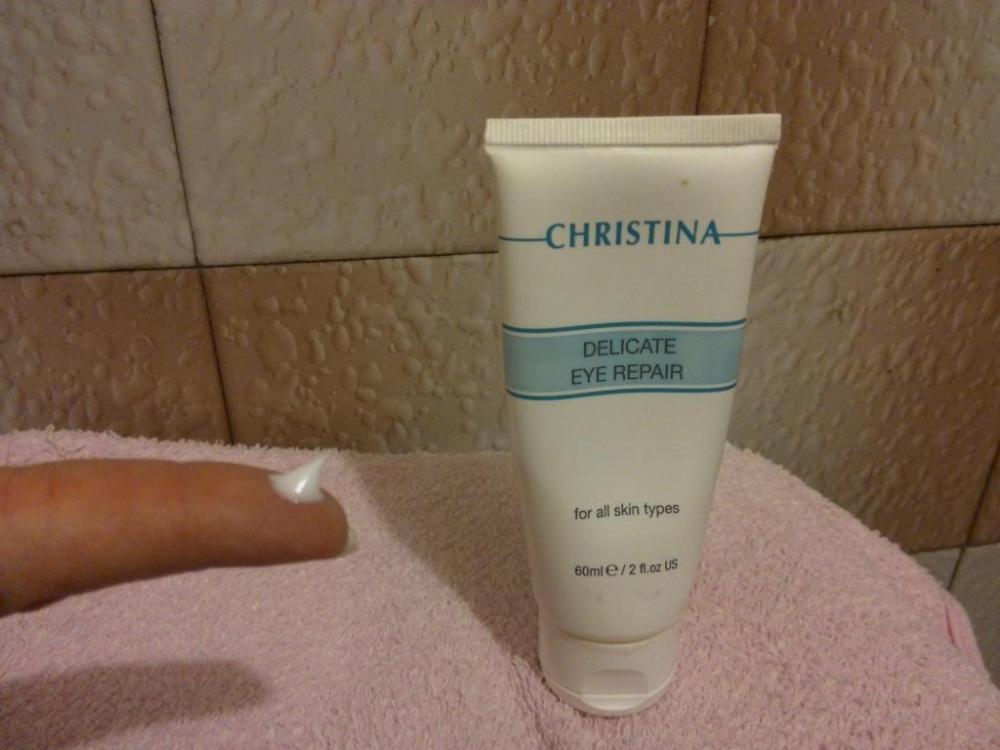 CHRISTINA
DELICATE
EYE REPAIR
for all skin types
60ml ℮ / 2 fl.oz US